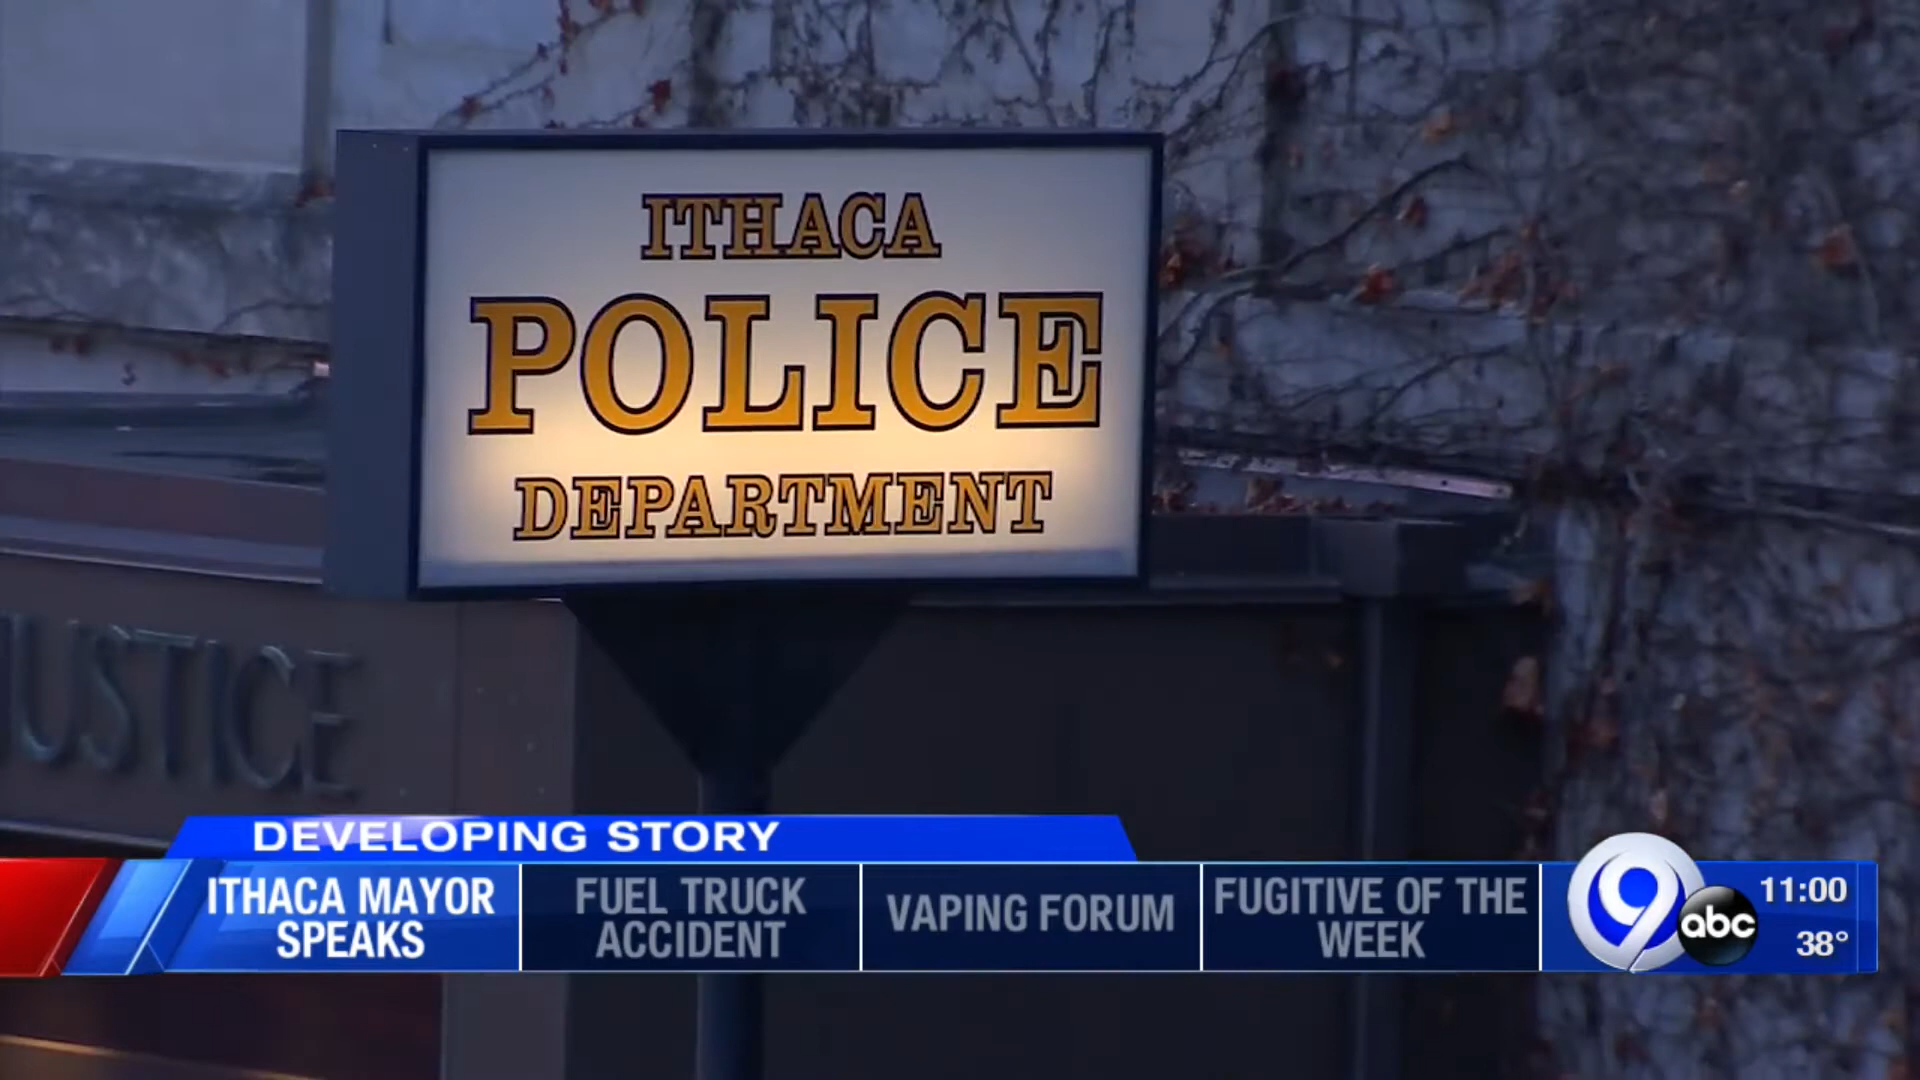 ITHACA
POLICE
DEPARTMENT
USTICE
DEVELOPING STORY
ITHACA MAYOR
SPEAKS
FUEL TRUCK
ACCIDENT
VAPING FORUM
FUGITIVE OF THE
WEEK
9
abc
11:00
38°